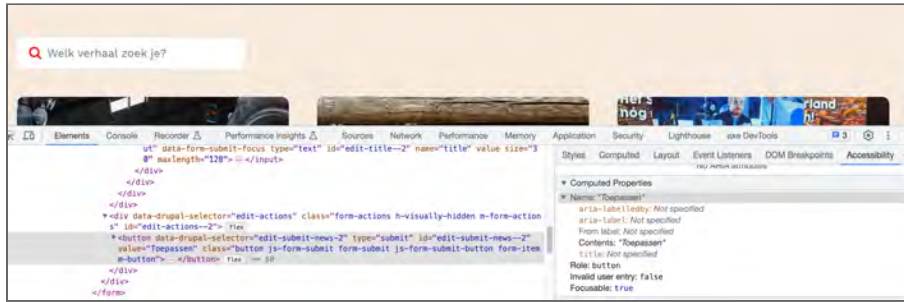 Welk verhaal zoek je?
Het's
nóg
rland
n!
Elements Console Recorder Performance insights Sources Network Performance Memory Application Security Lighthouse axe DevTools 3
ut" data-form-submit-focus type="text" id="edit-title--2" name="title" value size="3
0" maxlength="128"> … </input>
</div>
</div>
</div>
</div>
▼<div data-drupal-selector="edit-actions" class="form-actions h-visually-hidden m-form-action
s" id="edit-actions--2"> flex
▼<button data-drupal-selector="edit-submit-news-2" type="submit" id="edit-submit-news--2"
value="Toepassen" class="button js-form-submit form-submit js-form-submit-button form-item
m-button"> … </button> flex == $0
</div>
</div>
</form>
Styles Computed Layout Event Listeners DOM Breakpoints Accessibility
No ARIA attributes
▼ Computed Properties
▼ Name: "Toepassen"
aria-labelledby: Not specified
aria-label: Not specified
From label: Not specified
Contents: "Toepassen"
title: Not specified
Role: button
Invalid user entry: false
Focusable: true